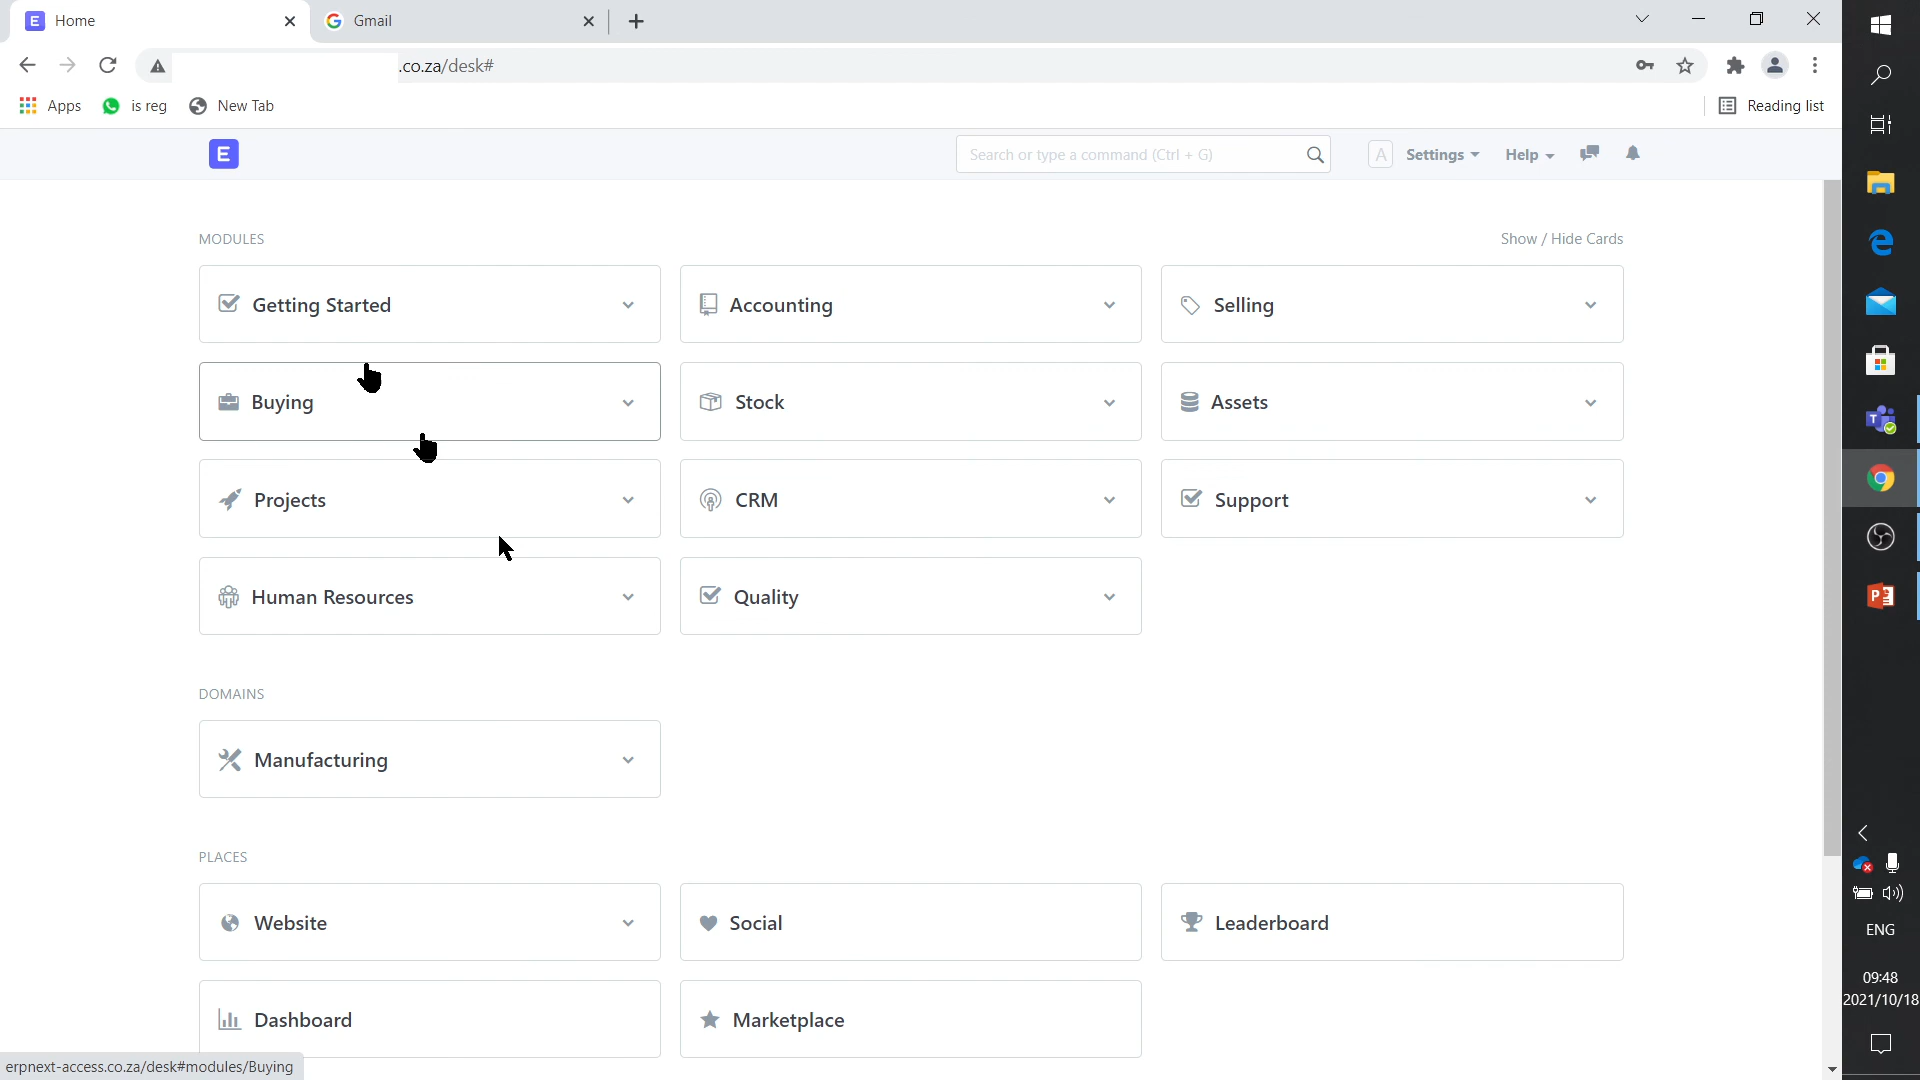 E Home
Gmail
.co.za/desk#
Apps
is reg
New Tab
Reading list
E
Search or type a command (Ctrl + G)
A
Settings
Help
MODULES
Show / Hide Cards
Getting Started
Accounting
Selling
Buying
Stock
Assets
Projects
CRM
Support
Human Resources
Quality
DOMAINS
Manufacturing
PLACES
Website
Social
Leaderboard
Dashboard
Marketplace
erpnext-access.co.za/desk#modules/Buying
ENG
09:48
2021/10/18